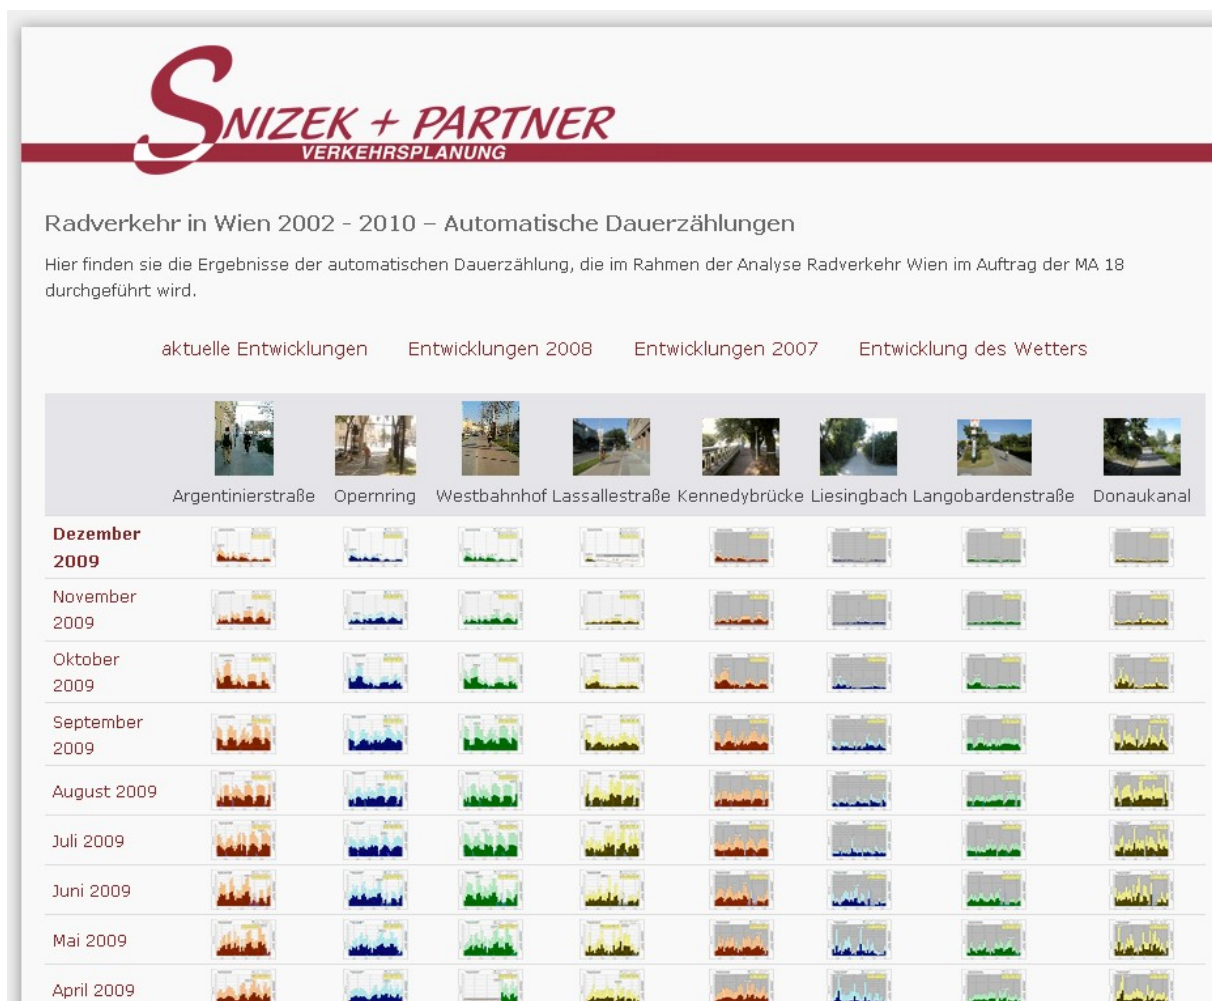 SNIZEK + PARTNER
VERKEHRSPLANUNG
Radverkehr in Wien 2002 - 2010 – Automatische Dauerzählungen
Hier finden sie die Ergebnisse der automatischen Dauerzählung, die im Rahmen der Analyse Radverkehr Wien im Auftrag der MA 18
durchgeführt wird.
aktuelle Entwicklungen Entwicklungen 2008 Entwicklungen 2007 Entwicklung des Wetters
Argentinierstraße Opernring Westbahnhof Lassallestraße Kennedybrücke Liesingbach Langobardenstraße Donaukanal
Dezember
2009
November
2009
Oktober
2009
September
2009
August 2009
Juli 2009
Juni 2009
Mai 2009
April 2009